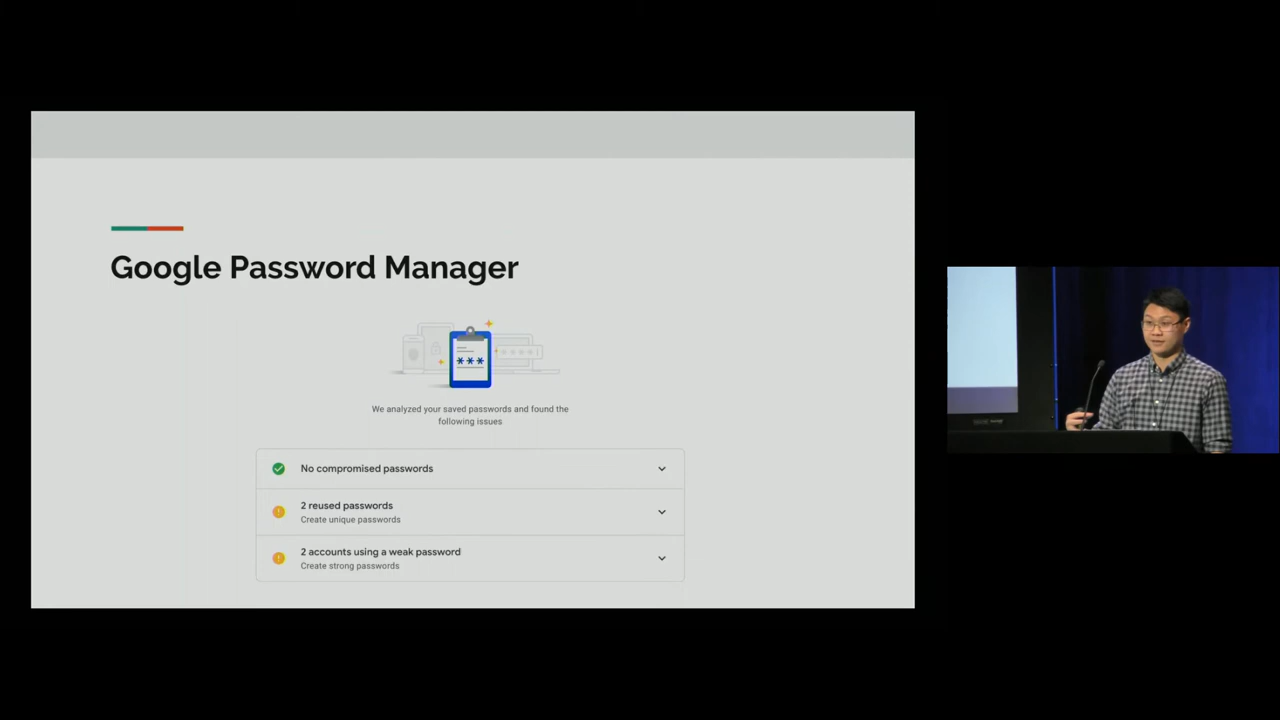 Google Password Manager
***
We analyzed your saved passwords and found the
following issues
No compromised passwords
2 reused passwords
Create unique passwords
2 accounts using a weak password
Create strong passwords